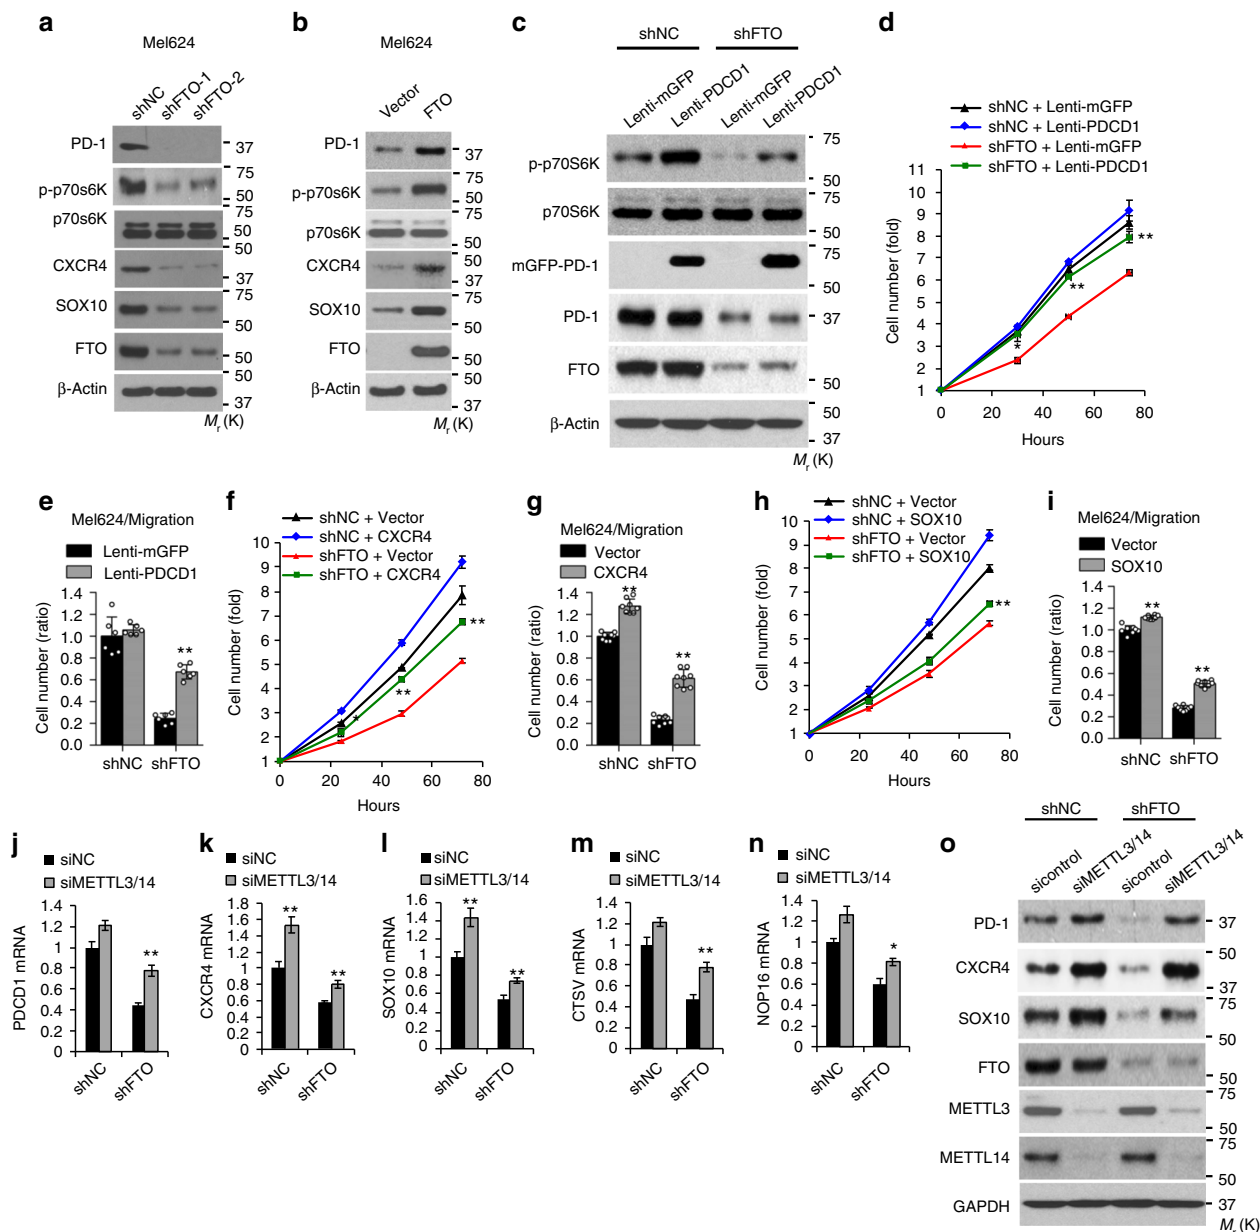 a
Mel624
shNC shFTO-1 shFTO-2
PD-1
37
p-p70s6K
75
50
p70s6K
75
50
CXCR4
37
SOX10
75
50
FTO
50
β-Actin
37
Mr (K)
b
Mel624
Vector FTO
PD-1
37
p-p70s6K
75
50
p70s6K
75
50
CXCR4
50
37
SOX10
75
50
FTO
50
β-Actin
50
37
Mr (K)
c
shNC shFTO
Lenti-mGFP Lenti-PDCD1 Lenti-mGFP Lenti-PDCD1
p-p70S6K
75
50
p70S6K
75
50
mGFP-PD-1
75
50
PD-1
37
FTO
50
β-Actin
50
37
Mr (K)
d
shNC + Lenti-mGFP
shNC + Lenti-PDCD1
shFTO + Lenti-mGFP
shFTO + Lenti-PDCD1
Cell number (fold)
11
10
9
8
7
6
5
4
3
2
1
**
**
*
0 20 40 60 80
Hours
e
Mel624/Migration
Lenti-mGFP
Lenti-PDCD1
Cell number (ratio)
1.4
1.2
1.0
0.8
0.6
0.4
0.2
0.0
**
shNC shFTO
f
shNC + Vector
shNC + CXCR4
shFTO + Vector
shFTO + CXCR4
Cell number (fold)
10
9
8
7
6
5
4
3
2
1
**
**
*
0 20 40 60 80
Hours
g
Mel624/Migration
Vector
CXCR4
Cell number (ratio)
1.4
1.2
1.0
0.8
0.6
0.4
0.2
0.0
**
**
shNC shFTO
h
shNC + Vector
shNC + SOX10
shFTO + Vector
shFTO + SOX10
Cell number (fold)
10
9
8
7
6
5
4
3
2
1
**
0 20 40 60 80
Hours
i
Mel624/Migration
Vector
SOX10
Cell number (ratio)
1.4
1.2
1.0
0.8
0.6
0.4
0.2
0.0
**
**
shNC shFTO
j
siNC
siMETTL3/14
PDCD1 mRNA
1.4
1.2
1
0.8
0.6
0.4
0.2
0
**
shNC shFTO
k
siNC
siMETTL3/14
CXCR4 mRNA
1.8
1.6
1.4
1.2
1
0.8
0.6
0.4
0.2
0
**
**
shNC shFTO
l
siNC
siMETTL3/14
SOX10 mRNA
1.6
1.4
1.2
1
0.8
0.6
0.4
0.2
0
**
**
shNC shFTO
m
siNC
siMETTL3/14
CTSV mRNA
1.4
1.2
1
0.8
0.6
0.4
0.2
0
**
shNC shFTO
n
siNC
siMETTL3/14
NOP16 mRNA
1.4
1.2
1
0.8
0.6
0.4
0.2
0
*
shNC shFTO
o
shNC shFTO
sicontrol siMETTL3/14 sicontrol siMETTL3/14
PD-1
37
CXCR4
50
37
SOX10
75
50
FTO
50
METTL3
75
50
METTL14
75
50
GAPDH
37
Mr (K)